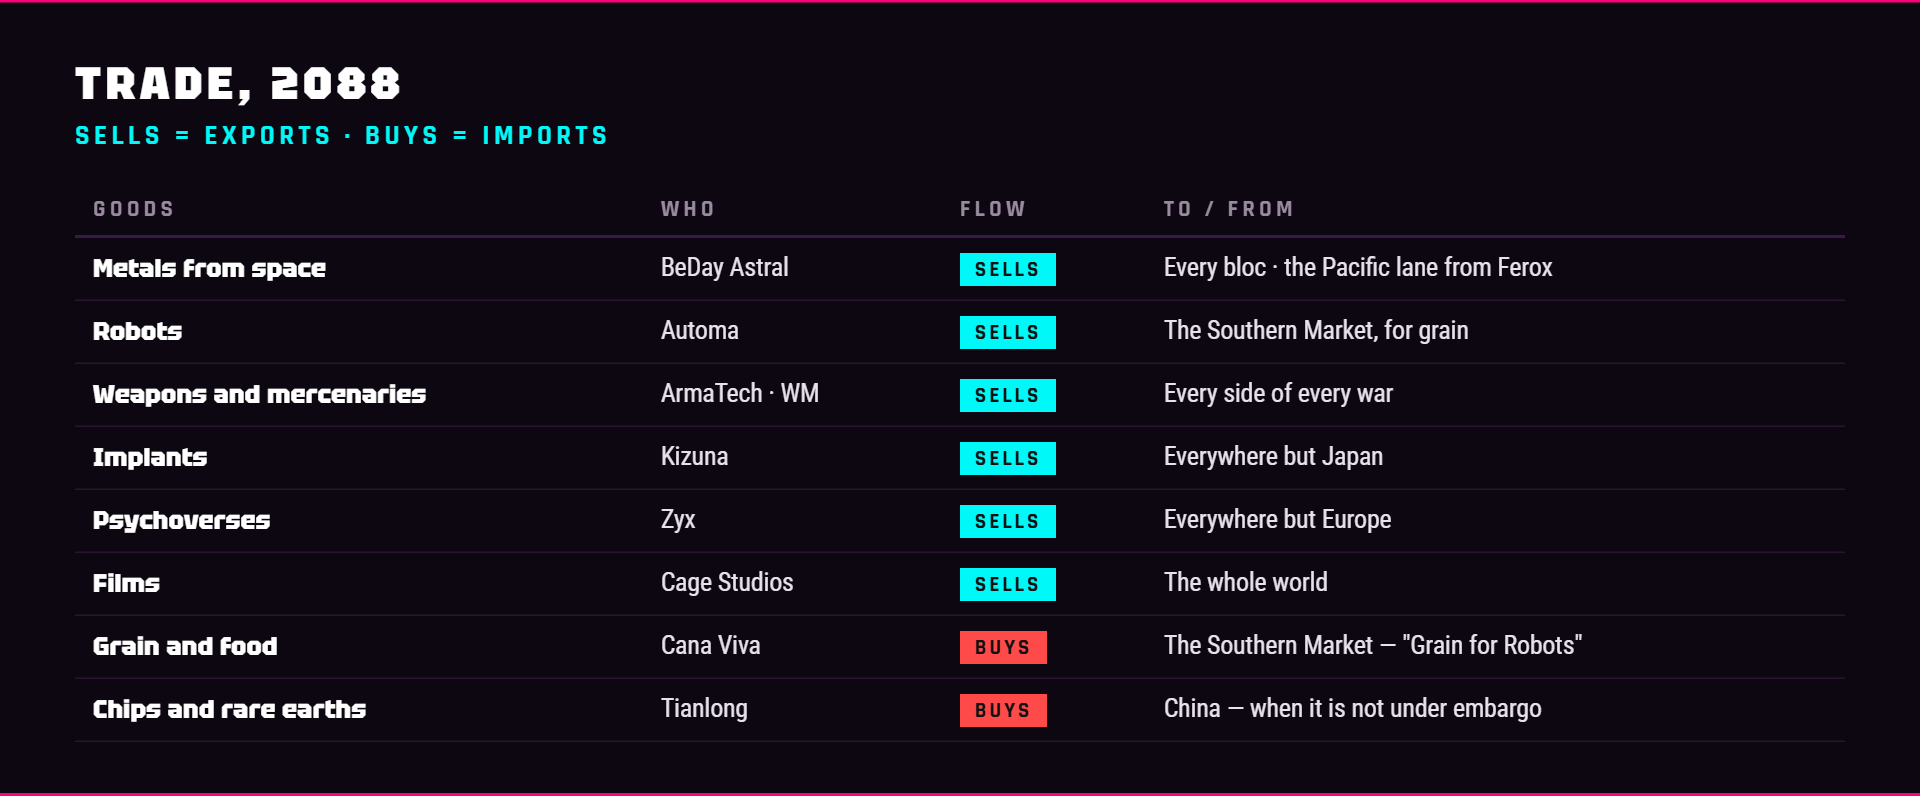 TRADE, 2088
SELLS = EXPORTS · BUYS = IMPORTS
GOODS WHO FLOW TO / FROM
Metals from space BeDay Astral SELLS Every bloc · the Pacific lane from Ferox
Robots Automa SELLS The Southern Market, for grain
Weapons and mercenaries ArmaTech · WM SELLS Every side of every war
Implants Kizuna SELLS Everywhere but Japan
Psychoverses Zyx SELLS Everywhere but Europe
Films Cage Studios SELLS The whole world
Grain and food Cana Viva BUYS The Southern Market — "Grain for Robots"
Chips and rare earths Tianlong BUYS China — when it is not under embargo